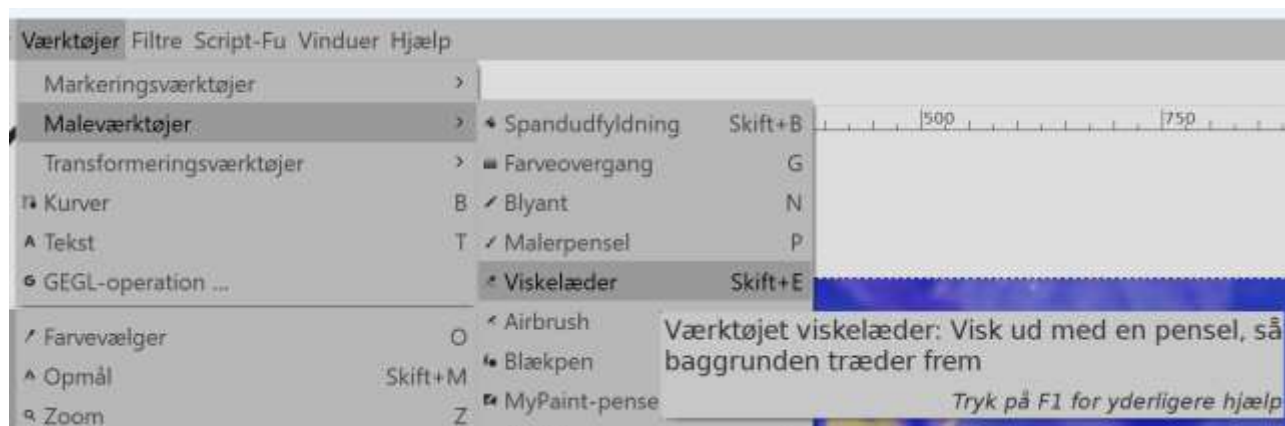 Værktøjer Filtre Script-Fu Vinduer Hjælp
Markeringsværktøjer >
Maleværktøjer >
Transformeringsværktøjer >
Kurver B
Tekst T
GEGL-operation ...
Farvevælger O
Opmål Skift+M
Zoom Z
Spandudfyldning Skift+B
Farveovergang G
Blyant N
Malerpensel P
Viskelæder Skift+E
Airbrush
Blækpen
MyPaint-pense
500 750
Værktøjet viskelæder: Visk ud med en pensel, så
baggrunden træder frem
Tryk på F1 for yderligere hjælp